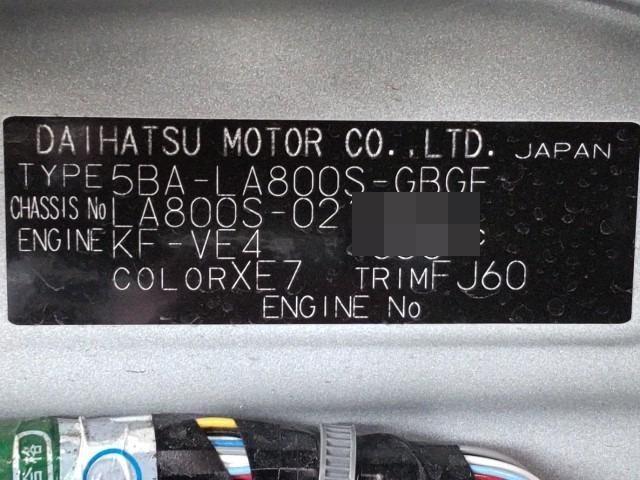 DAIHATSU MOTOR CO.,LTD. JAPAN
TYPE 5BA-LA800S-GBGF
CHASSIS No LA800S-02
ENGINE KF-VE4
COLOR XE7 TRIM FJ60
ENGINE No